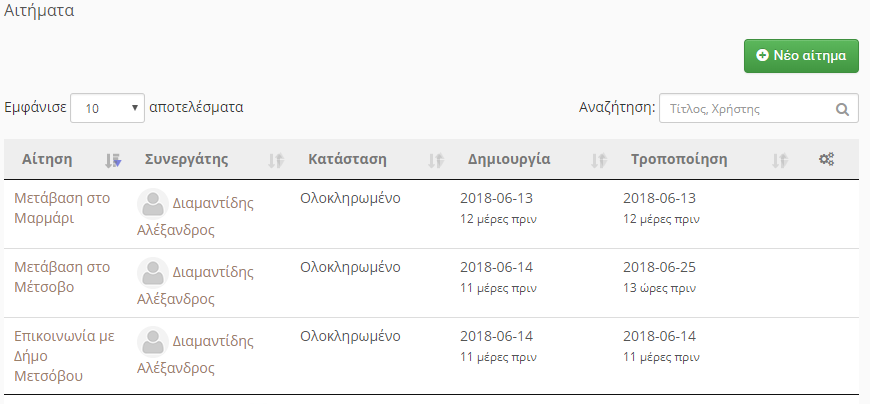 Αιτήματα
Νέο αίτημα
Εμφάνισε 10 αποτελέσματα Αναζήτηση: Τίτλος, Χρήστης
Αίτηση Συνεργάτης Κατάσταση Δημιουργία Τροποποίηση
Μετάβαση στο Διαμαντίδης Ολοκληρωμένο 2018-06-13 2018-06-13
Μαρμάρι Αλέξανδρος 12 μέρες πριν 12 μέρες πριν
Μετάβαση στο Διαμαντίδης Ολοκληρωμένο 2018-06-14 2018-06-25
Μέτσοβο Αλέξανδρος 11 μέρες πριν 13 ώρες πριν
Επικοινωνία με Διαμαντίδης Ολοκληρωμένο 2018-06-14 2018-06-14
Δήμο Αλέξανδρος 11 μέρες πριν 11 μέρες πριν
Μετσόβου